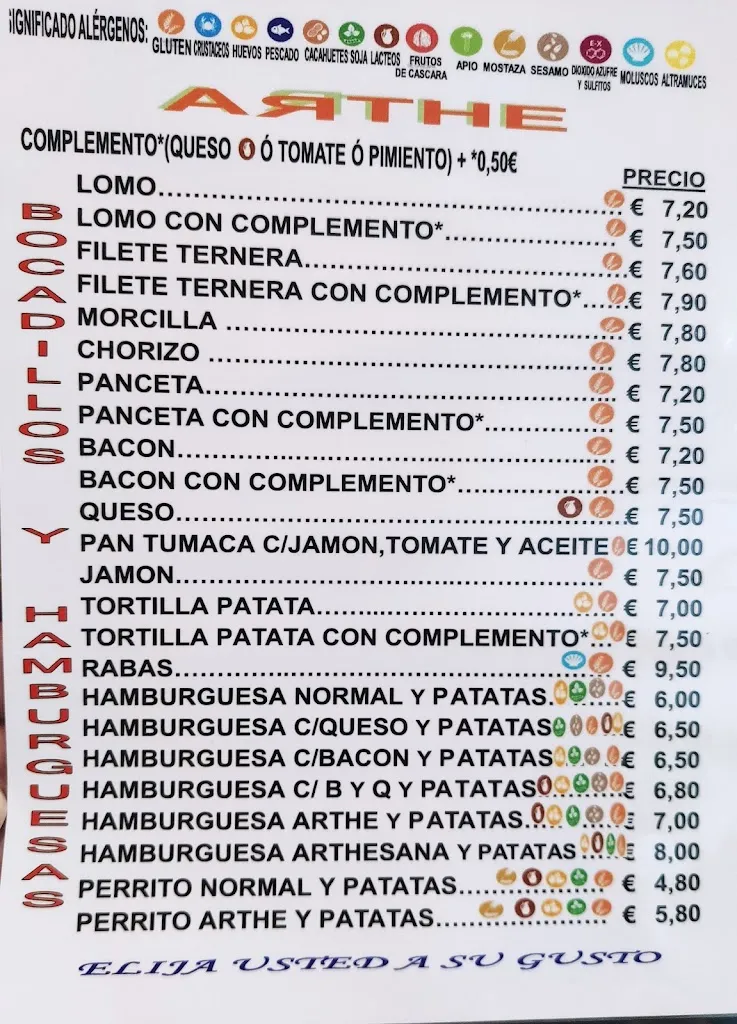 SIGNIFICADO ALÉRGENOS:
GLUTEN CRUSTACEOS HUEVOS PESCADO CACAHUETES SOJA LACTEOS FRUTOS DE CASCARA APIO MOSTAZA SESAMO DIOXIDO AZUFRE Y SULFITOS MOLUSCOS ALTRAMUCES
ARTHE
COMPLEMENTO*(QUESO Ó TOMATE Ó PIMIENTO) + *0,50€
PRECIO
BOCADILLOS Y HAMBURGUESAS
LOMO € 7,20
LOMO CON COMPLEMENTO* € 7,50
FILETE TERNERA € 7,60
FILETE TERNERA CON COMPLEMENTO* € 7,90
MORCILLA € 7,80
CHORIZO € 7,80
PANCETA € 7,20
PANCETA CON COMPLEMENTO* € 7,50
BACON € 7,20
BACON CON COMPLEMENTO* € 7,50
QUESO € 7,50
PAN TUMACA C/JAMON,TOMATE Y ACEITE € 10,00
JAMON € 7,50
TORTILLA PATATA € 7,00
TORTILLA PATATA CON COMPLEMENTO* € 7,50
RABAS € 9,50
HAMBURGUESA NORMAL Y PATATAS € 6,00
HAMBURGUESA C/QUESO Y PATATAS € 6,50
HAMBURGUESA C/BACON Y PATATAS € 6,50
HAMBURGUESA C/ B Y Q Y PATATAS € 6,80
HAMBURGUESA ARTHE Y PATATAS € 7,00
HAMBURGUESA ARTHESANA Y PATATAS € 8,00
PERRITO NORMAL Y PATATAS € 4,80
PERRITO ARTHE Y PATATAS € 5,80
ELIJA USTED A SU GUSTO